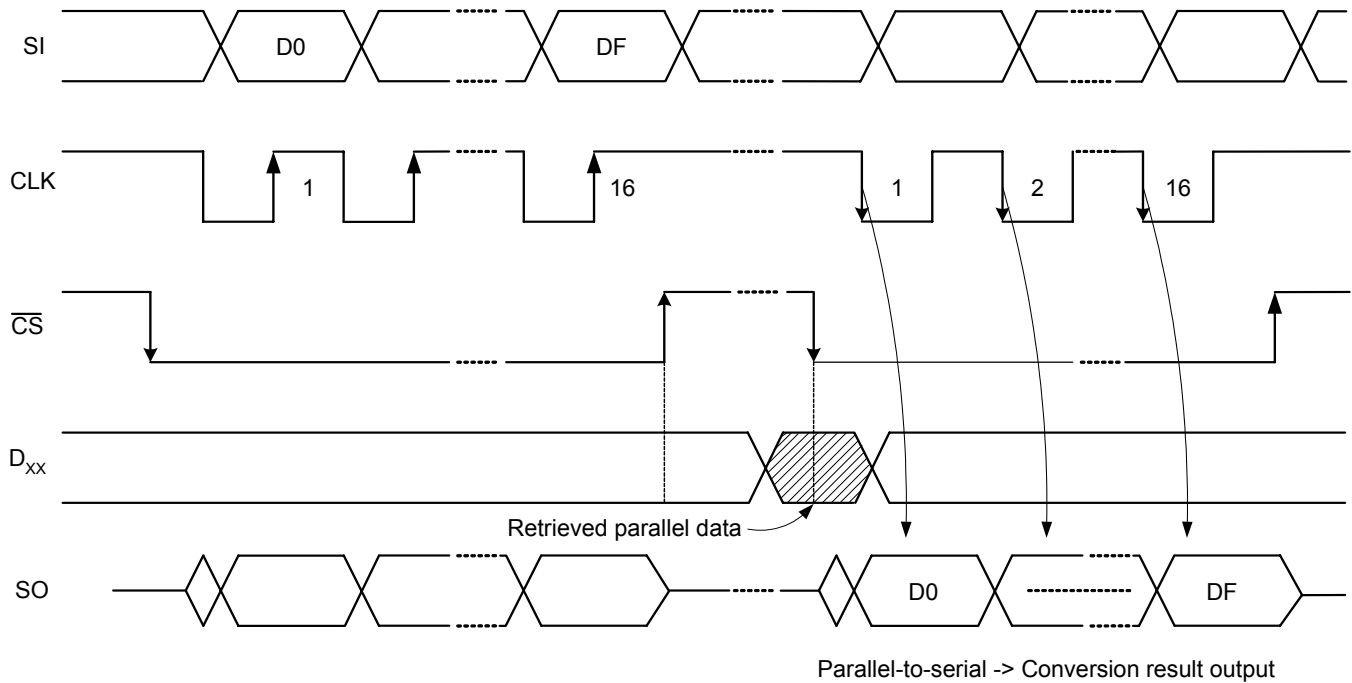 SI
D0
DF
CLK
1
16
1
2
16
CS
DXX
Retrieved parallel data
SO
D0
DF
Parallel-to-serial -> Conversion result output